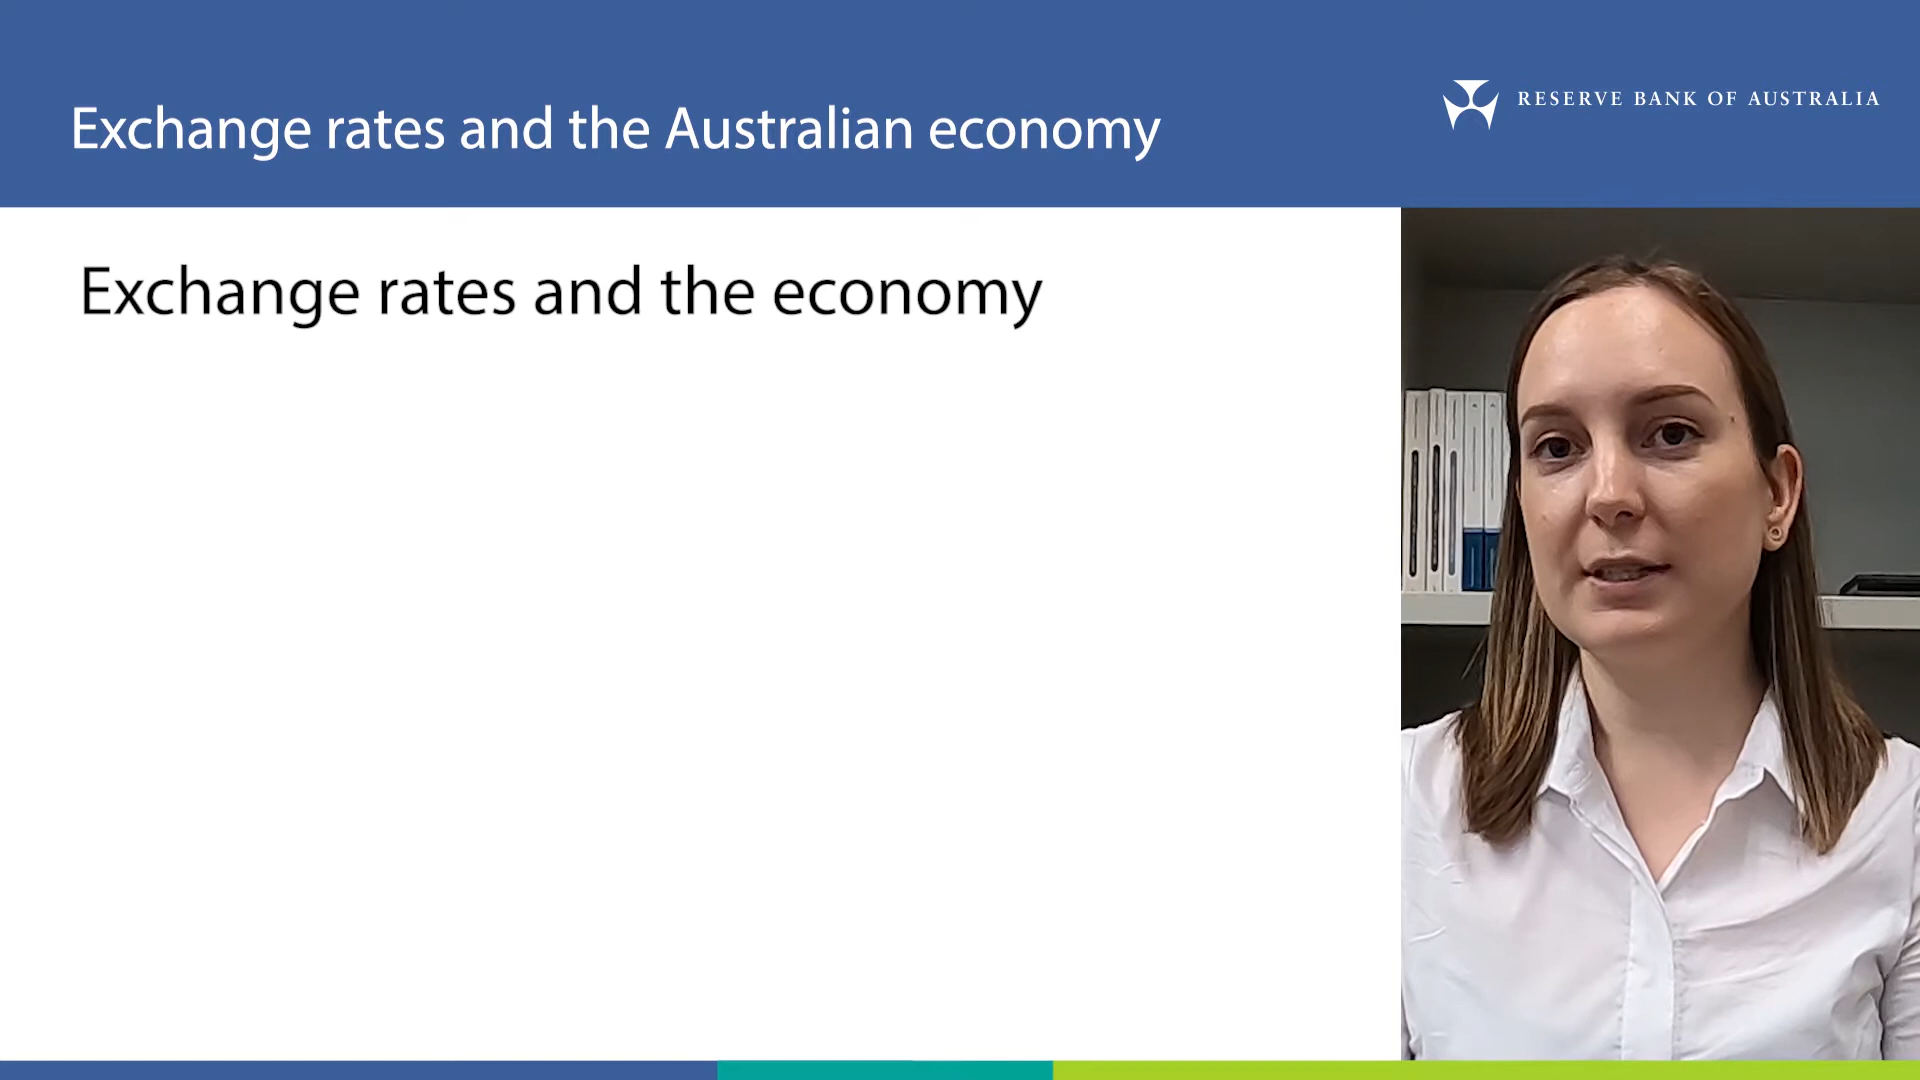 Exchange rates and the Australian economy
RESERVE BANK OF AUSTRALIA
Exchange rates and the economy